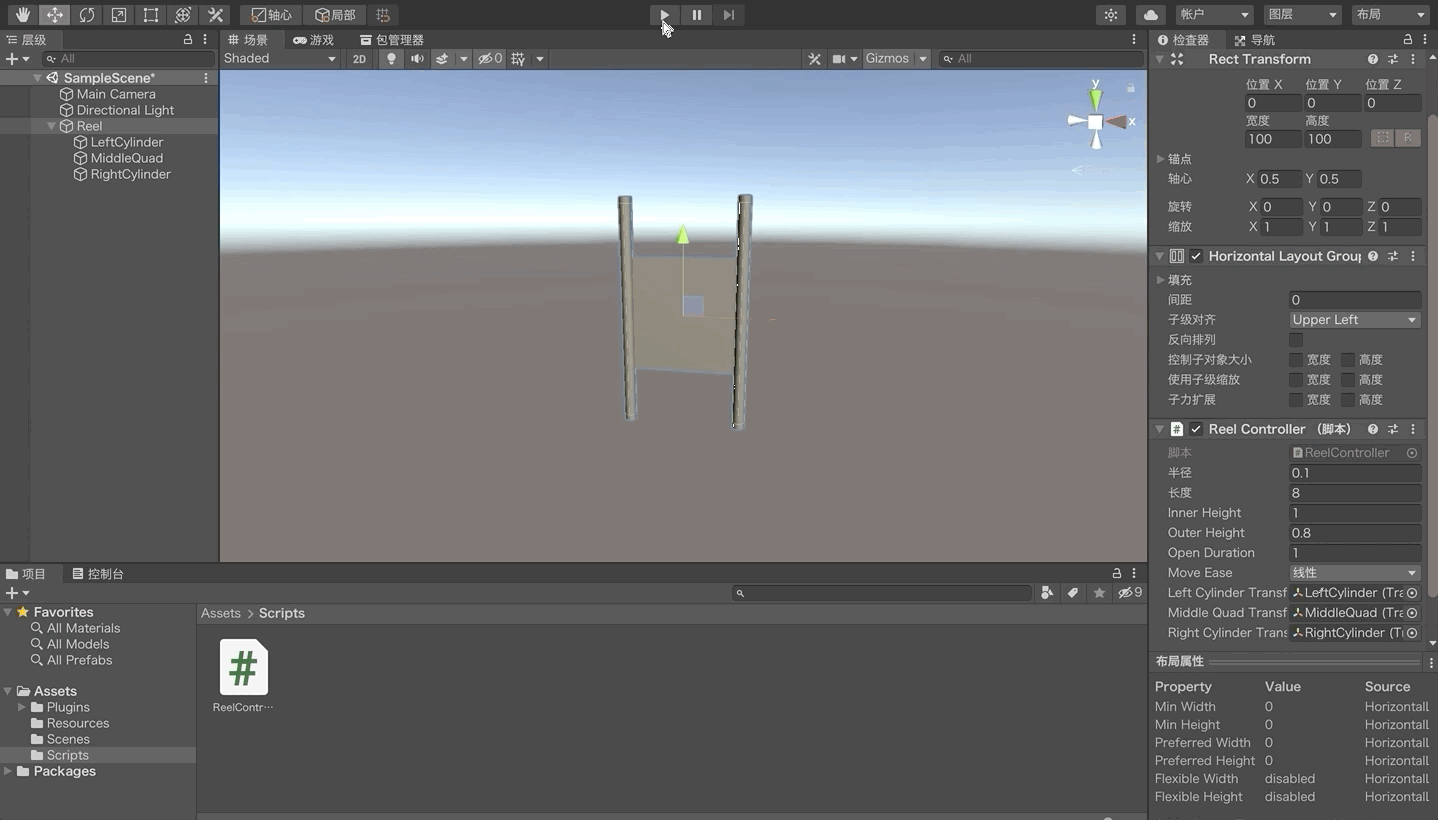 轴心 局部 帐户 图层 布局
层级
All
SampleScene*
Main Camera
Directional Light
Reel
LeftCylinder
MiddleQuad
RightCylinder
场景 游戏 包管理器
Shaded 2D 0 Gizmos All
y
x
检查器 导航
Rect Transform
位置 X 位置 Y 位置 Z
0 0 0
宽度 高度
100 100 R
锚点
轴心 X 0.5 Y 0.5
旋转 X 0 Y 0 Z 0
缩放 X 1 Y 1 Z 1
Horizontal Layout Group
填充
间距 0
子级对齐 Upper Left
反向排列
控制子对象大小 宽度 高度
使用子级缩放 宽度 高度
子力扩展 宽度 高度
# Reel Controller （脚本）
脚本 ReelController
半径 0.1
长度 8
Inner Height 1
Outer Height 0.8
Open Duration 1
Move Ease 线性
Left Cylinder Transf LeftCylinder (Tra
Middle Quad Transf MiddleQuad (Tra
Right Cylinder Trans RightCylinder (T
布局属性
Property Value Source
Min Width 0 Horizontall
Min Height 0 Horizontall
Preferred Width 0 Horizontall
Preferred Height 0 Horizontall
Flexible Width disabled Horizontall
Flexible Height disabled Horizontall
项目 控制台
9
Favorites
All Materials
All Models
All Prefabs
Assets
Plugins
Resources
Scenes
Scripts
Packages
Assets > Scripts
#
ReelContr···